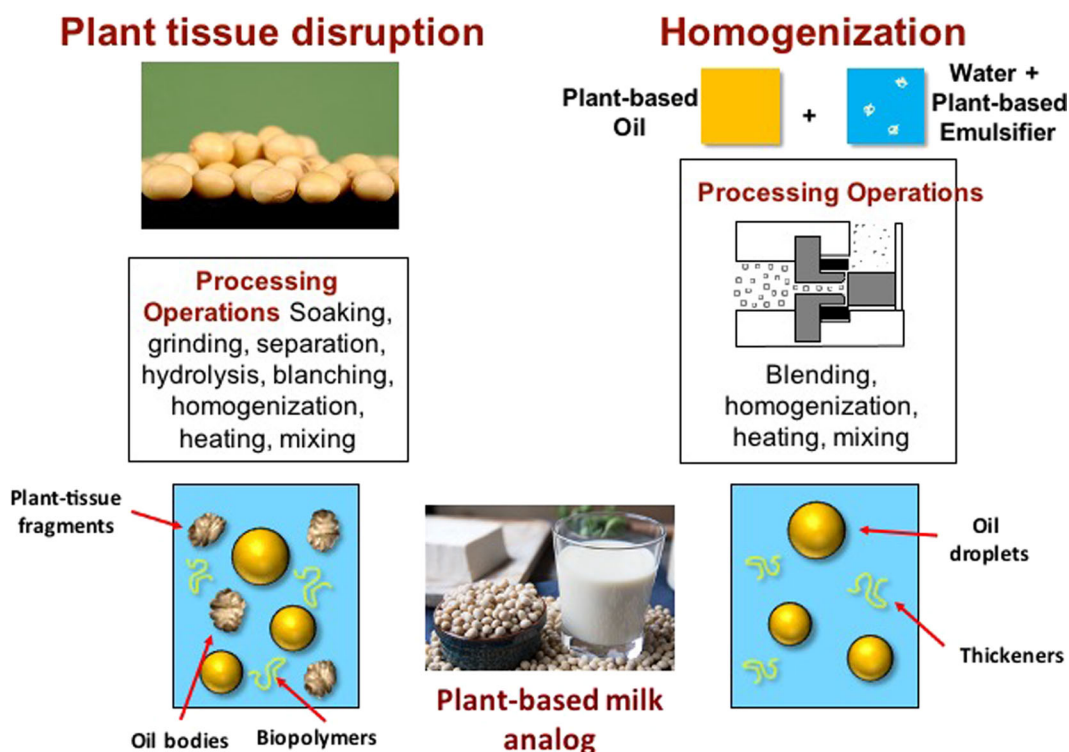 Plant tissue disruption
Processing
Operations Soaking,
grinding, separation,
hydrolysis, blanching,
homogenization,
heating, mixing
Plant-tissue
fragments
Oil bodies
Biopolymers
Homogenization
Plant-based
Oil
+
Water +
Plant-based
Emulsifier
Processing Operations
Blending,
homogenization,
heating, mixing
Oil
droplets
Thickeners
Plant-based milk
analog